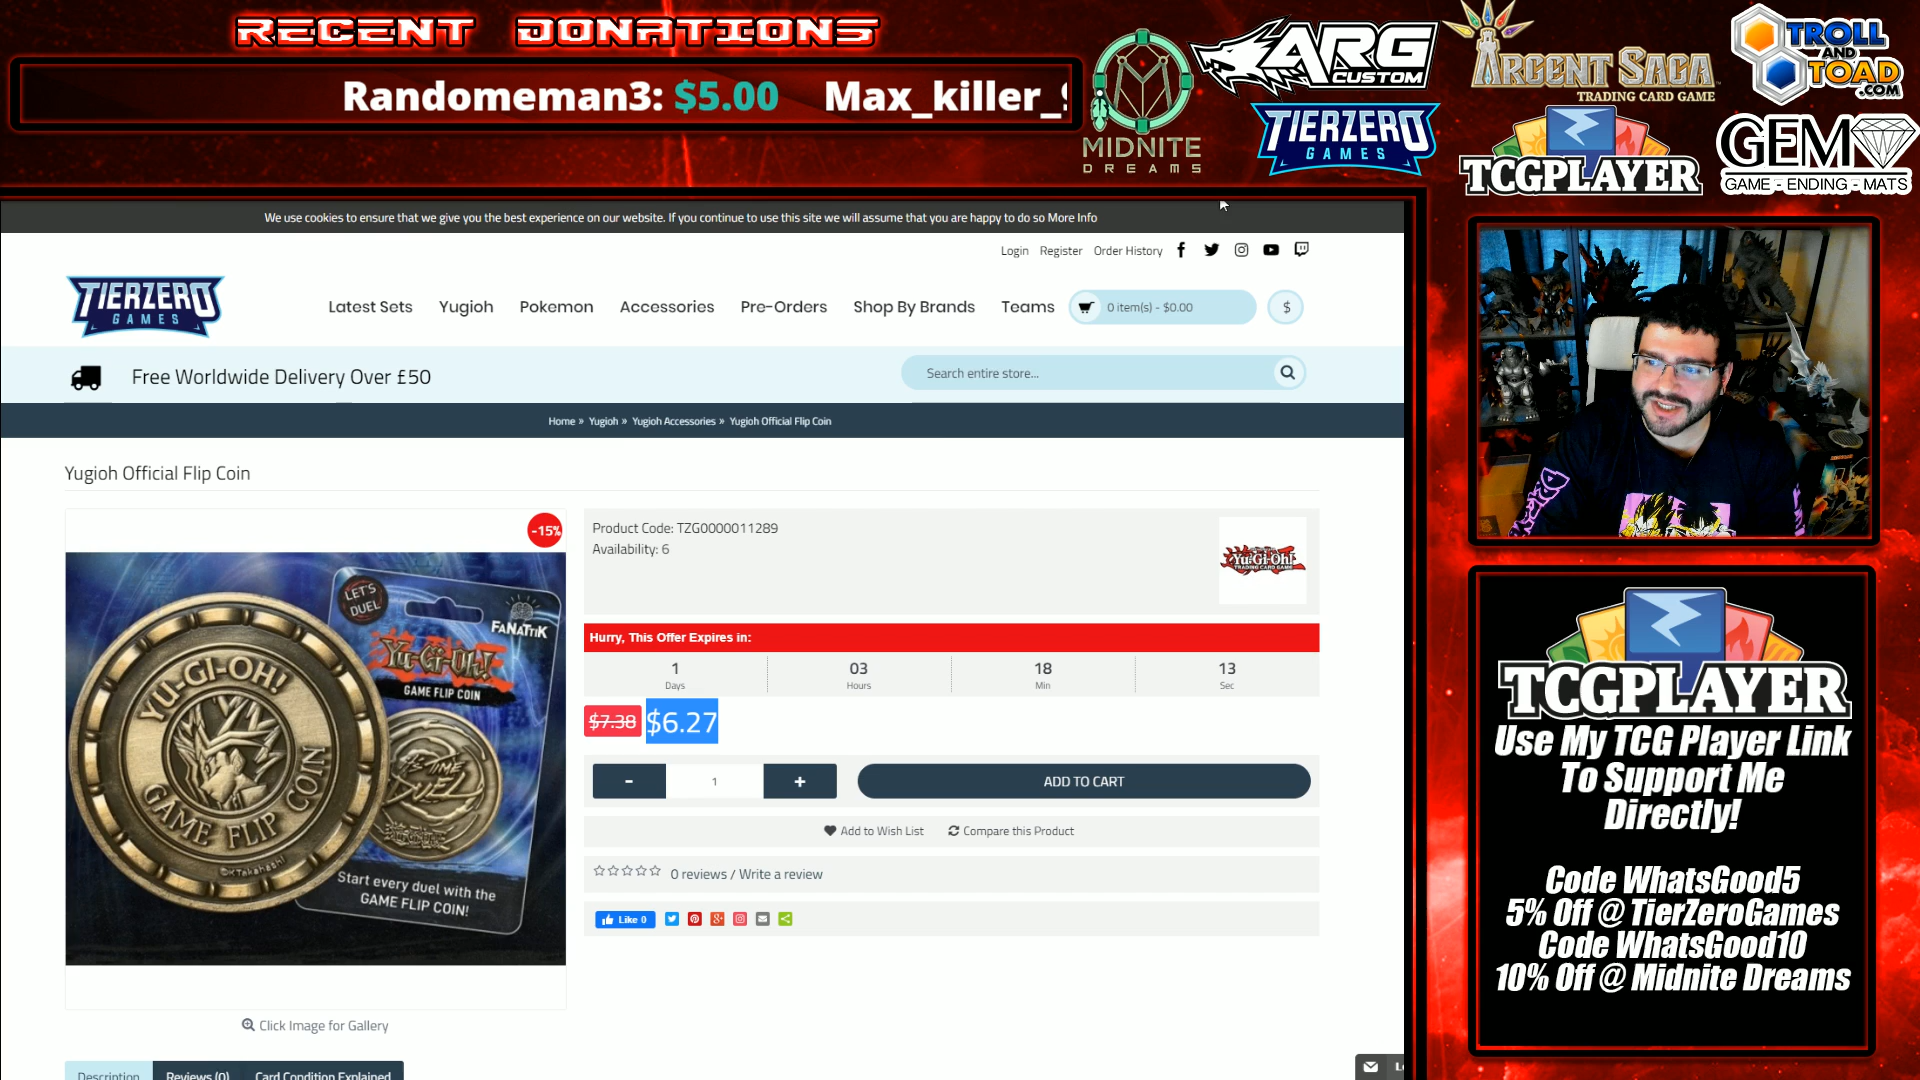 RECENT DONATIONS
Randomeman3: $5.00 Max_killer_
MIDNITE
DREAMS
ARG
CUSTOM
TIERZERO
GAMES
ARGENT SAGA
TRADING CARD GAME
TROLL
AND
TOAD
.COM
TCGPLAYER
GEM
GAME-ENDING-MATS
We use cookies to ensure that we give you the best experience on our website. If you continue to use this site we will assume that you are happy to do so More Info
Login Register Order History
TIERZERO
GAMES
Latest Sets Yugioh Pokemon Accessories Pre-Orders Shop By Brands Teams 0 item(s) - $0.00 $
Free Worldwide Delivery Over £50
Search entire store...
Home » Yugioh » Yugioh Accessories » Yugioh Official Flip Coin
Yugioh Official Flip Coin
-15%
LET'S
DUEL
FANATTIK
Yu-Gi-Oh!
GAME FLIP COIN
YU-GI-OH!
GAME FLIP COIN
©K.Takahashi
IT'S TIME
DUEL
Start every duel with the
GAME FLIP COIN!
Click Image for Gallery
Product Code: TZG0000011289
Availability: 6
Yu-Gi-Oh!
TRADING CARD GAME
Hurry, This Offer Expires in:
1 03 18 13
Days Hours Min Sec
$7.38 $6.27
- 1 + ADD TO CART
Add to Wish List Compare this Product
0 reviews / Write a review
Like 0
Description Reviews (0) Card Condition Explained
TCGPLAYER
Use My TCG Player Link
To Support Me
Directly!
Code WhatsGood5
5% Off @ TierZeroGames
Code WhatsGood10
10% Off @ Midnite Dreams